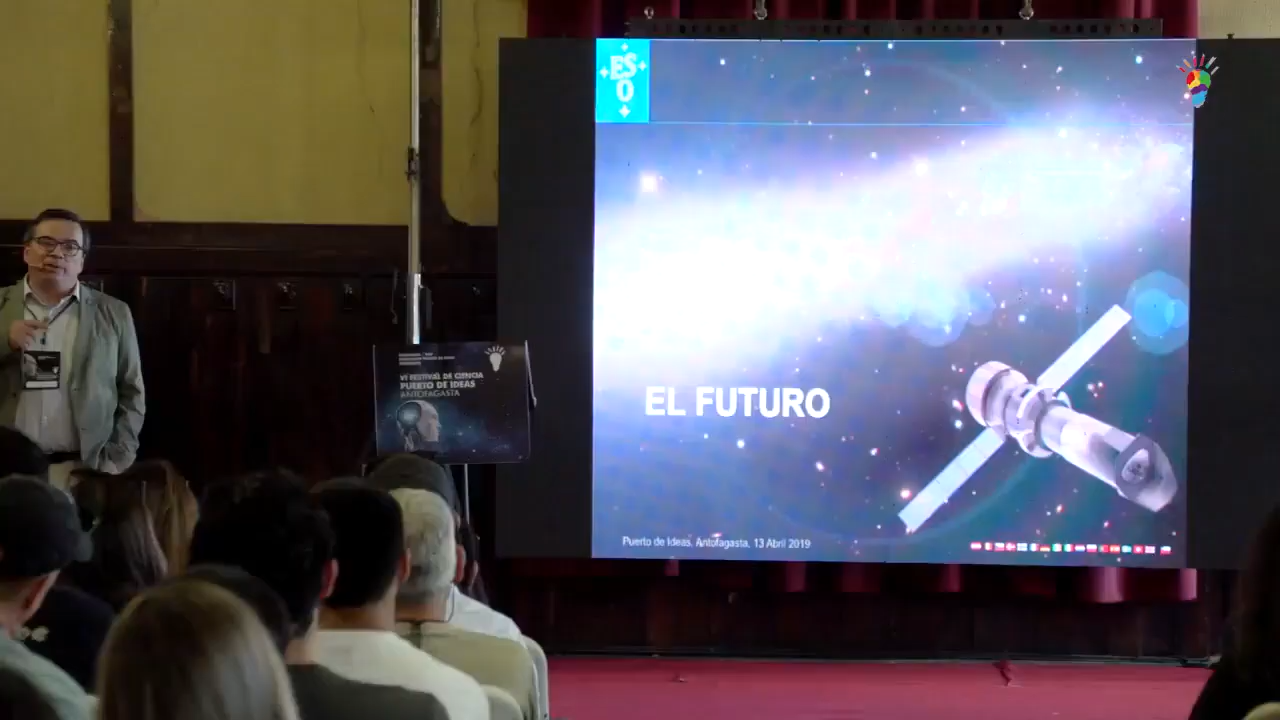 ES
O
EL FUTURO
Puerto de Ideas, Antofagasta, 13 Abril 2019
VI FESTIVAL DE CIENCIA
PUERTO DE IDEAS
ANTOFAGASTA